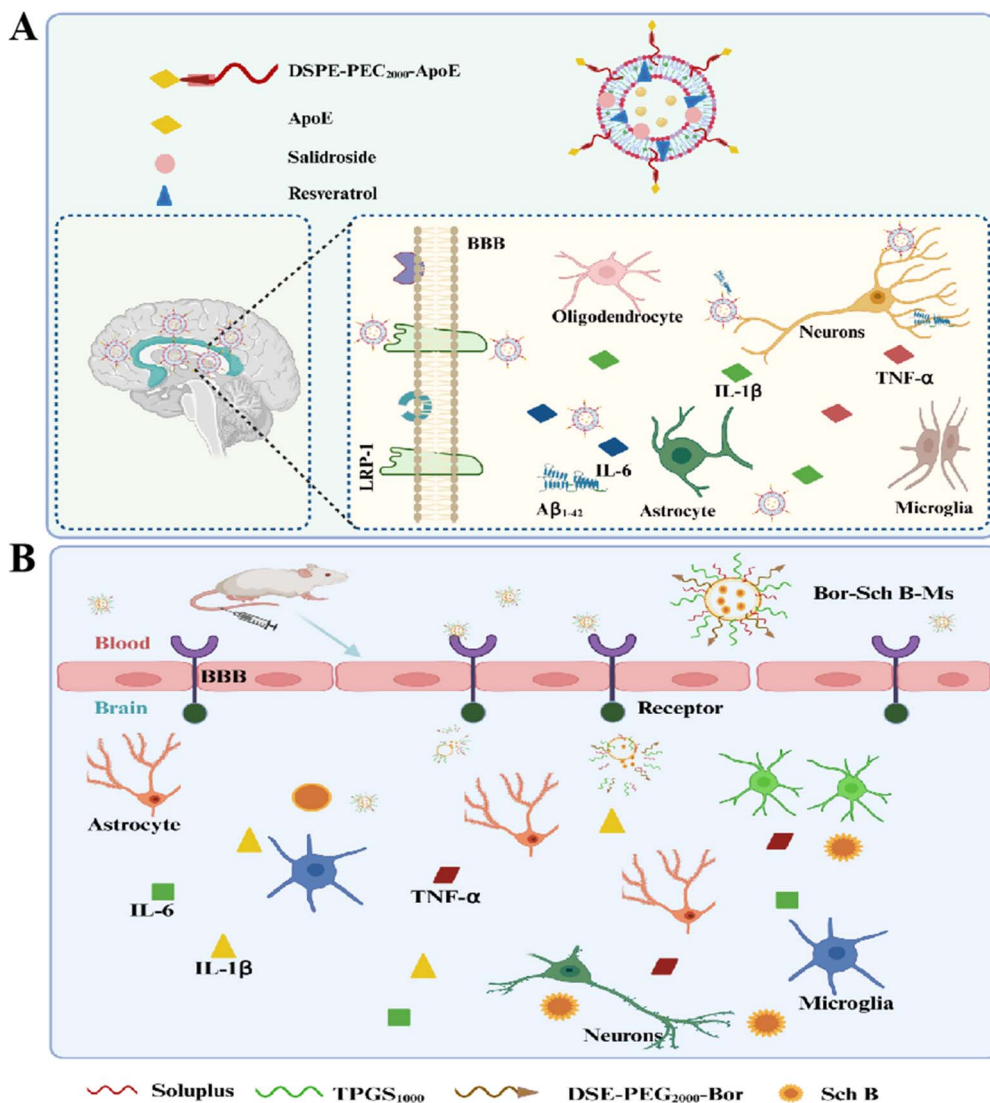 A
DSPE-PEC2000-ApoE
ApoE
Salidroside
Resveratrol
BBB
Oligodendrocyte
Neurons
IL-1β
TNF-α
LRP-1
IL-6
Aβ1-42
Astrocyte
Microglia
B
Bor-Sch B-Ms
Blood
BBB
Brain
Receptor
Astrocyte
IL-6
TNF-α
IL-1β
Microglia
Neurons
Soluplus
TPGS1000
DSE-PEG2000-Bor
Sch B